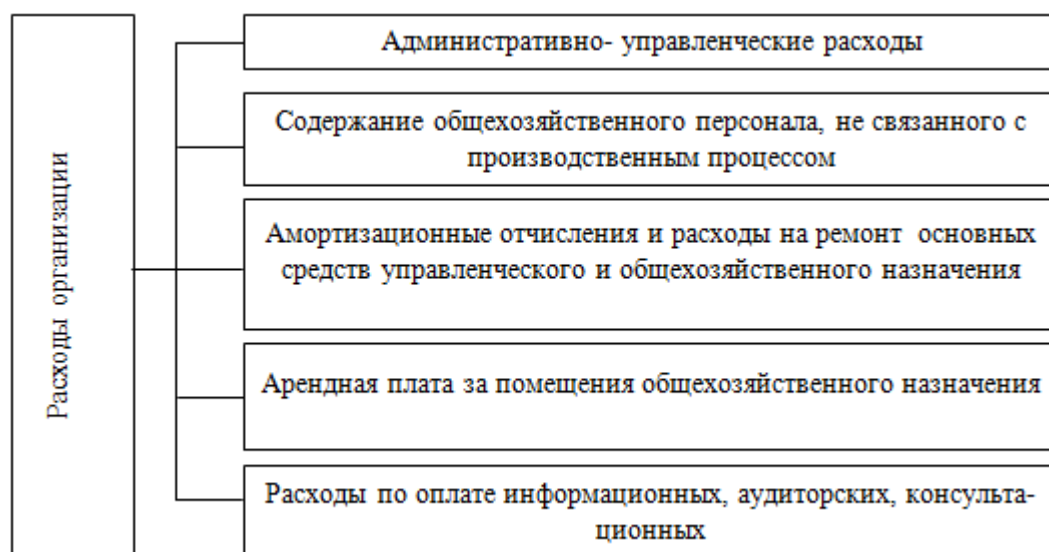 Расходы организации
Административно- управленческие расходы
Содержание общехозяйственного персонала, не связанного с
производственным процессом
Амортизационные отчисления и расходы на ремонт основных
средств управленческого и общехозяйственного назначения
Арендная плата за помещения общехозяйственного назначения
Расходы по оплате информационных, аудиторских, консульта-
ционных